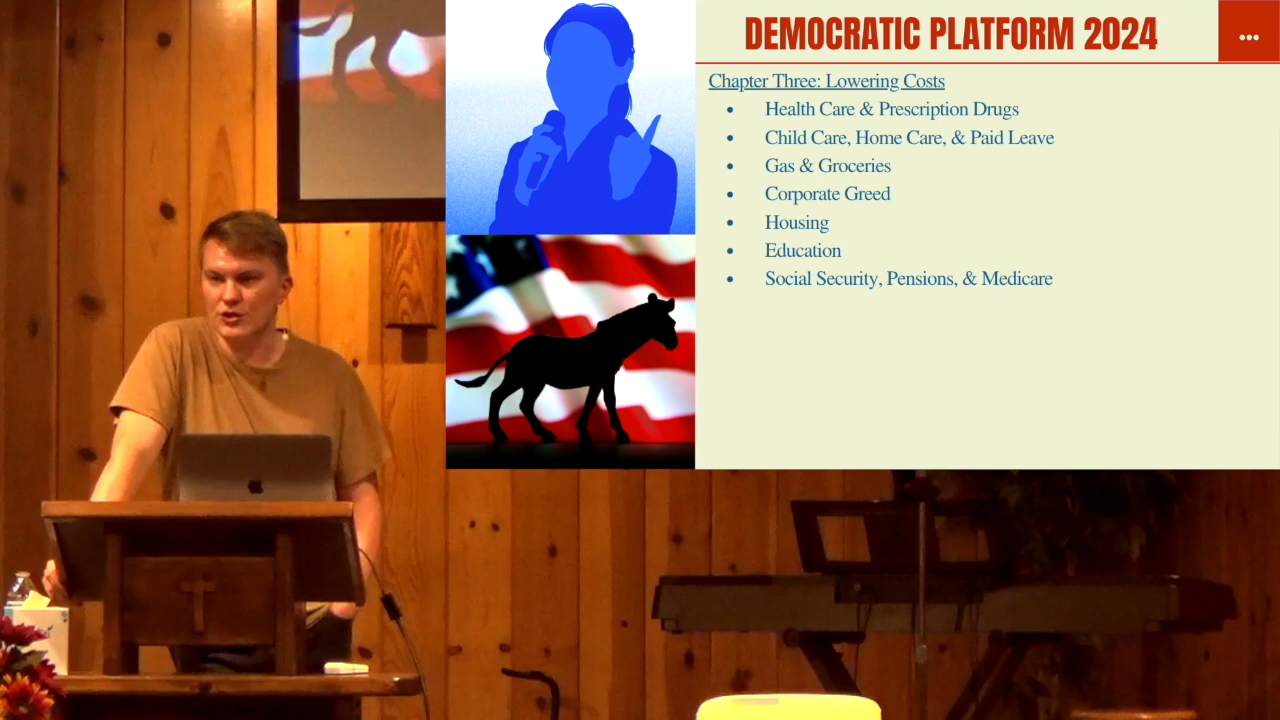 DEMOCRATIC PLATFORM 2024
Chapter Three: Lowering Costs
• Health Care & Prescription Drugs
• Child Care, Home Care, & Paid Leave
• Gas & Groceries
• Corporate Greed
• Housing
• Education
• Social Security, Pensions, & Medicare